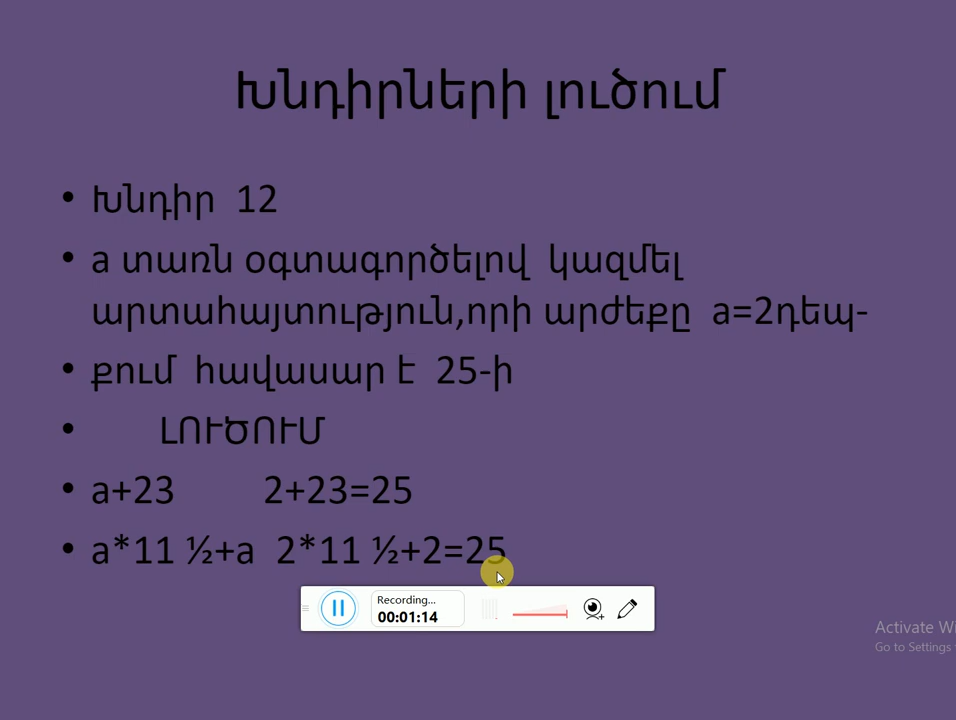 Խնդիրների լուծում
• Խնդիր 12
• a տառն օգտագործելով կազմել
արտահայտություն,որի արժեքը a=2դեպ-
• քում հավասար է 25-ի
• ԼՈՒԾՈՒՄ
• a+23 2+23=25
• a*11 ½+a 2*11 ½+2=25
Recording...
00:01:14
Activate Wi
Go to Settings